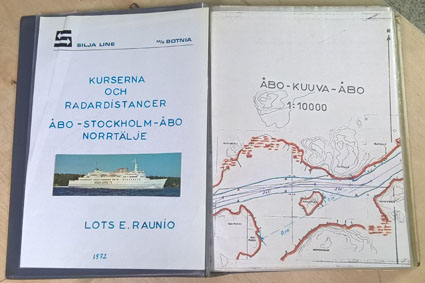 SILJA LINE
M/S BOTNIA
KURSERNA
OCH
RADARDISTANCER
ÅBO - STOCKHOLM - ÅBO
NORRTÄLJE
LOTS E. RAUNIO
1972
ÅBO - KUUVA - ÅBO
1:10000